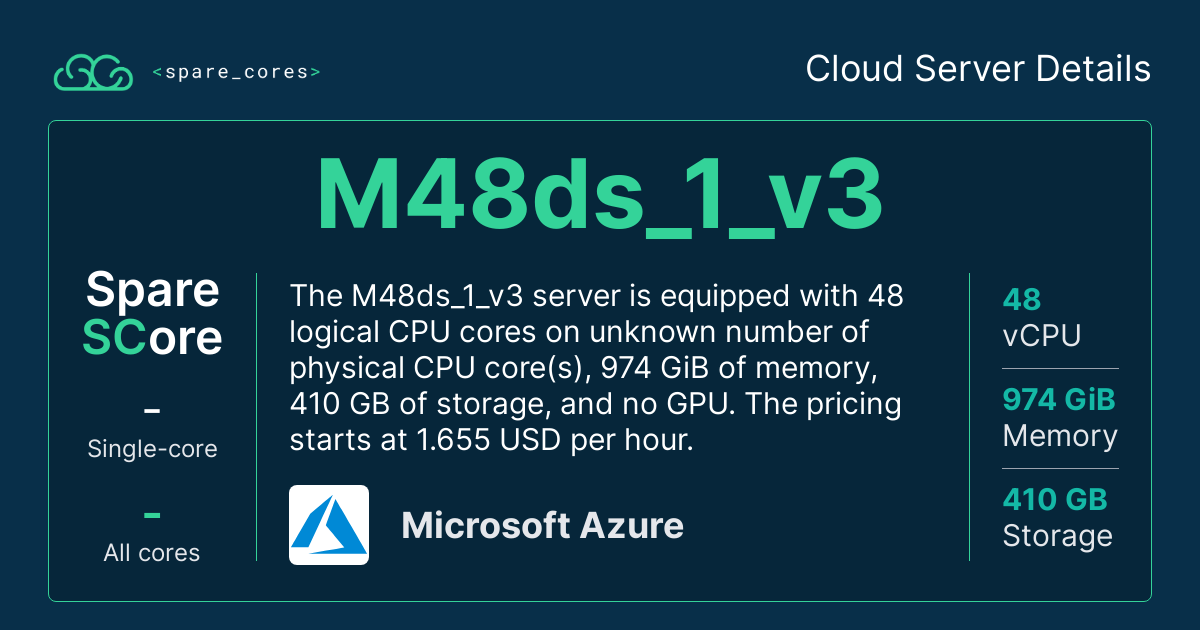 <spare_cores>
Cloud Server Details
M48ds_1_v3
Spare
SCore
-
Single-core
-
All cores
The M48ds_1_v3 server is equipped with 48
logical CPU cores on unknown number of
physical CPU core(s), 974 GiB of memory,
410 GB of storage, and no GPU. The pricing
starts at 1.655 USD per hour.
Microsoft Azure
48
vCPU
974 GiB
Memory
410 GB
Storage